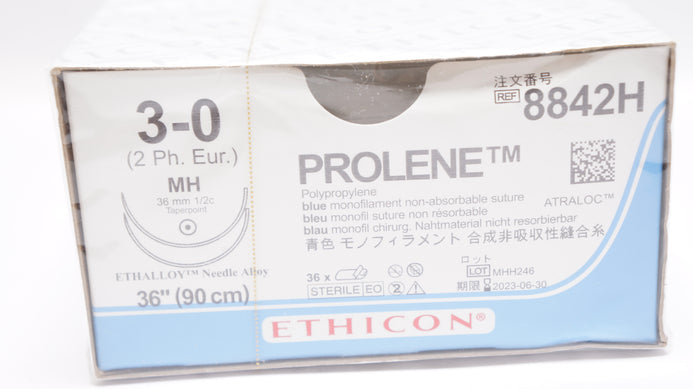 3-0
(2 Ph. Eur.)
MH
36 mm 1/2c
Taperpoint
ETHALLOY™ Needle Alloy
36" (90 cm)
注文番号
REF 8842H
PROLENE™
Polypropylene
blue monofilament non-absorbable suture
bleu monofil suture non résorbable
blau monofil chirurg. Nahtmaterial nicht resorbierbar
青色 モノフィラメント 合成非吸収性縫合糸
ATRALOC™
36 x
STERILE EO
2
ロット
LOT MHH246
期限 2023-06-30
ETHICON®